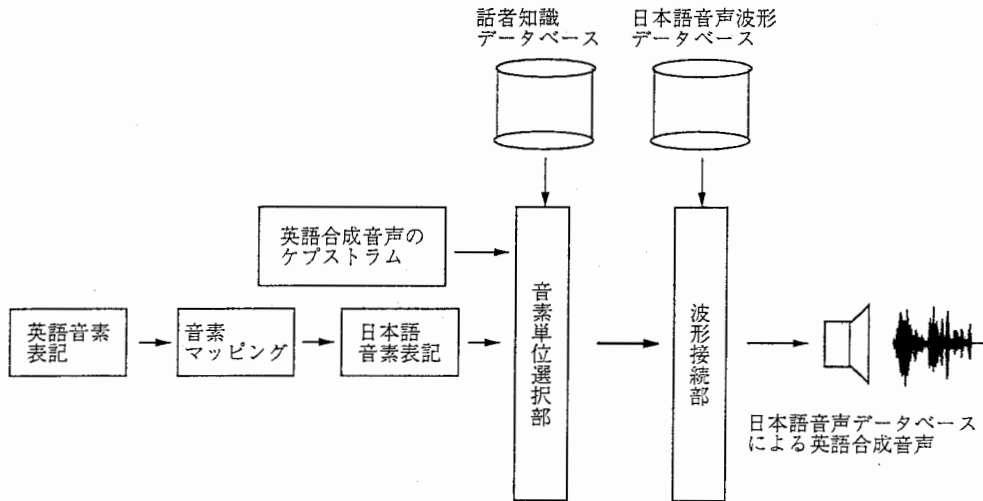 話者知識
データベース
日本語音声波形
データベース
英語合成音声の
ケプストラム
英語音素
表記
音素
マッピング
日本語
音素表記
音素単位選択部
波形接続部
日本語音声データベース
による英語合成音声